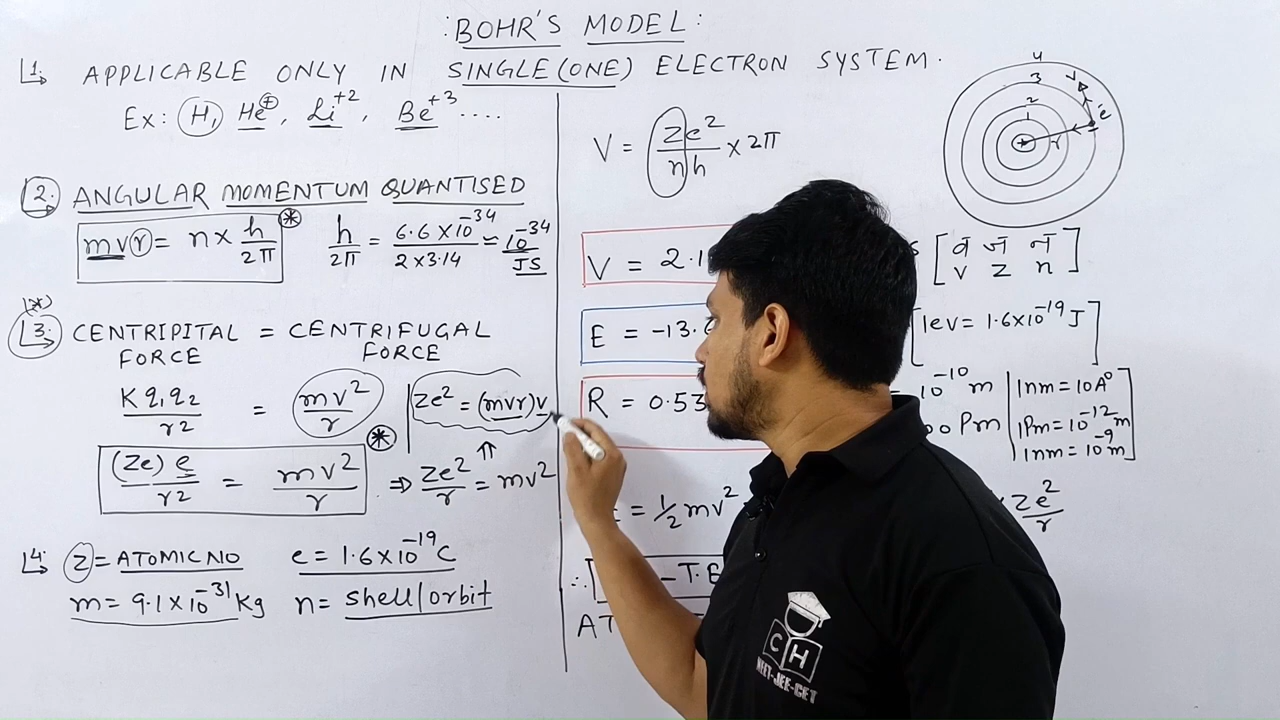 : BOHR'S MODEL :
1. APPLICABLE ONLY IN SINGLE (ONE) ELECTRON SYSTEM.
Ex: H, He⁺, Li⁺², Be⁺³ ....
2. ANGULAR MOMENTUM QUANTISED
mvr = n × h/2π * h/2π = 6.6 × 10⁻³⁴ / 2 × 3.14 = 10⁻³⁴ JS
(*)
3. CENTRIPITAL FORCE = CENTRIFUGAL FORCE
Kq₁q₂/r² = mv²/r
Ze² = (mvr)v
(Ze)e/r² = mv²/r * ⇒ Ze²/r = mv²
⇑
4. Z = ATOMIC NO e = 1.6 × 10⁻¹⁹ C
m = 9.1 × 10⁻³¹ Kg n = shell/orbit
V = Ze²/nh × 2π
V = 2.1
E = -13.
R = 0.53
= ½ mv²
∴ - T.E
AT
4
3
2
1
r
v
e⁻
[ व ज न
V Z n ]
[1ev = 1.6 × 10⁻¹⁹ J]
10⁻¹⁰ m
Pm
1nm = 10A⁰
1Pm = 10⁻¹² m
1nm = 10⁻⁹ m
Ze²/r
C H
NEET-JEE-CET